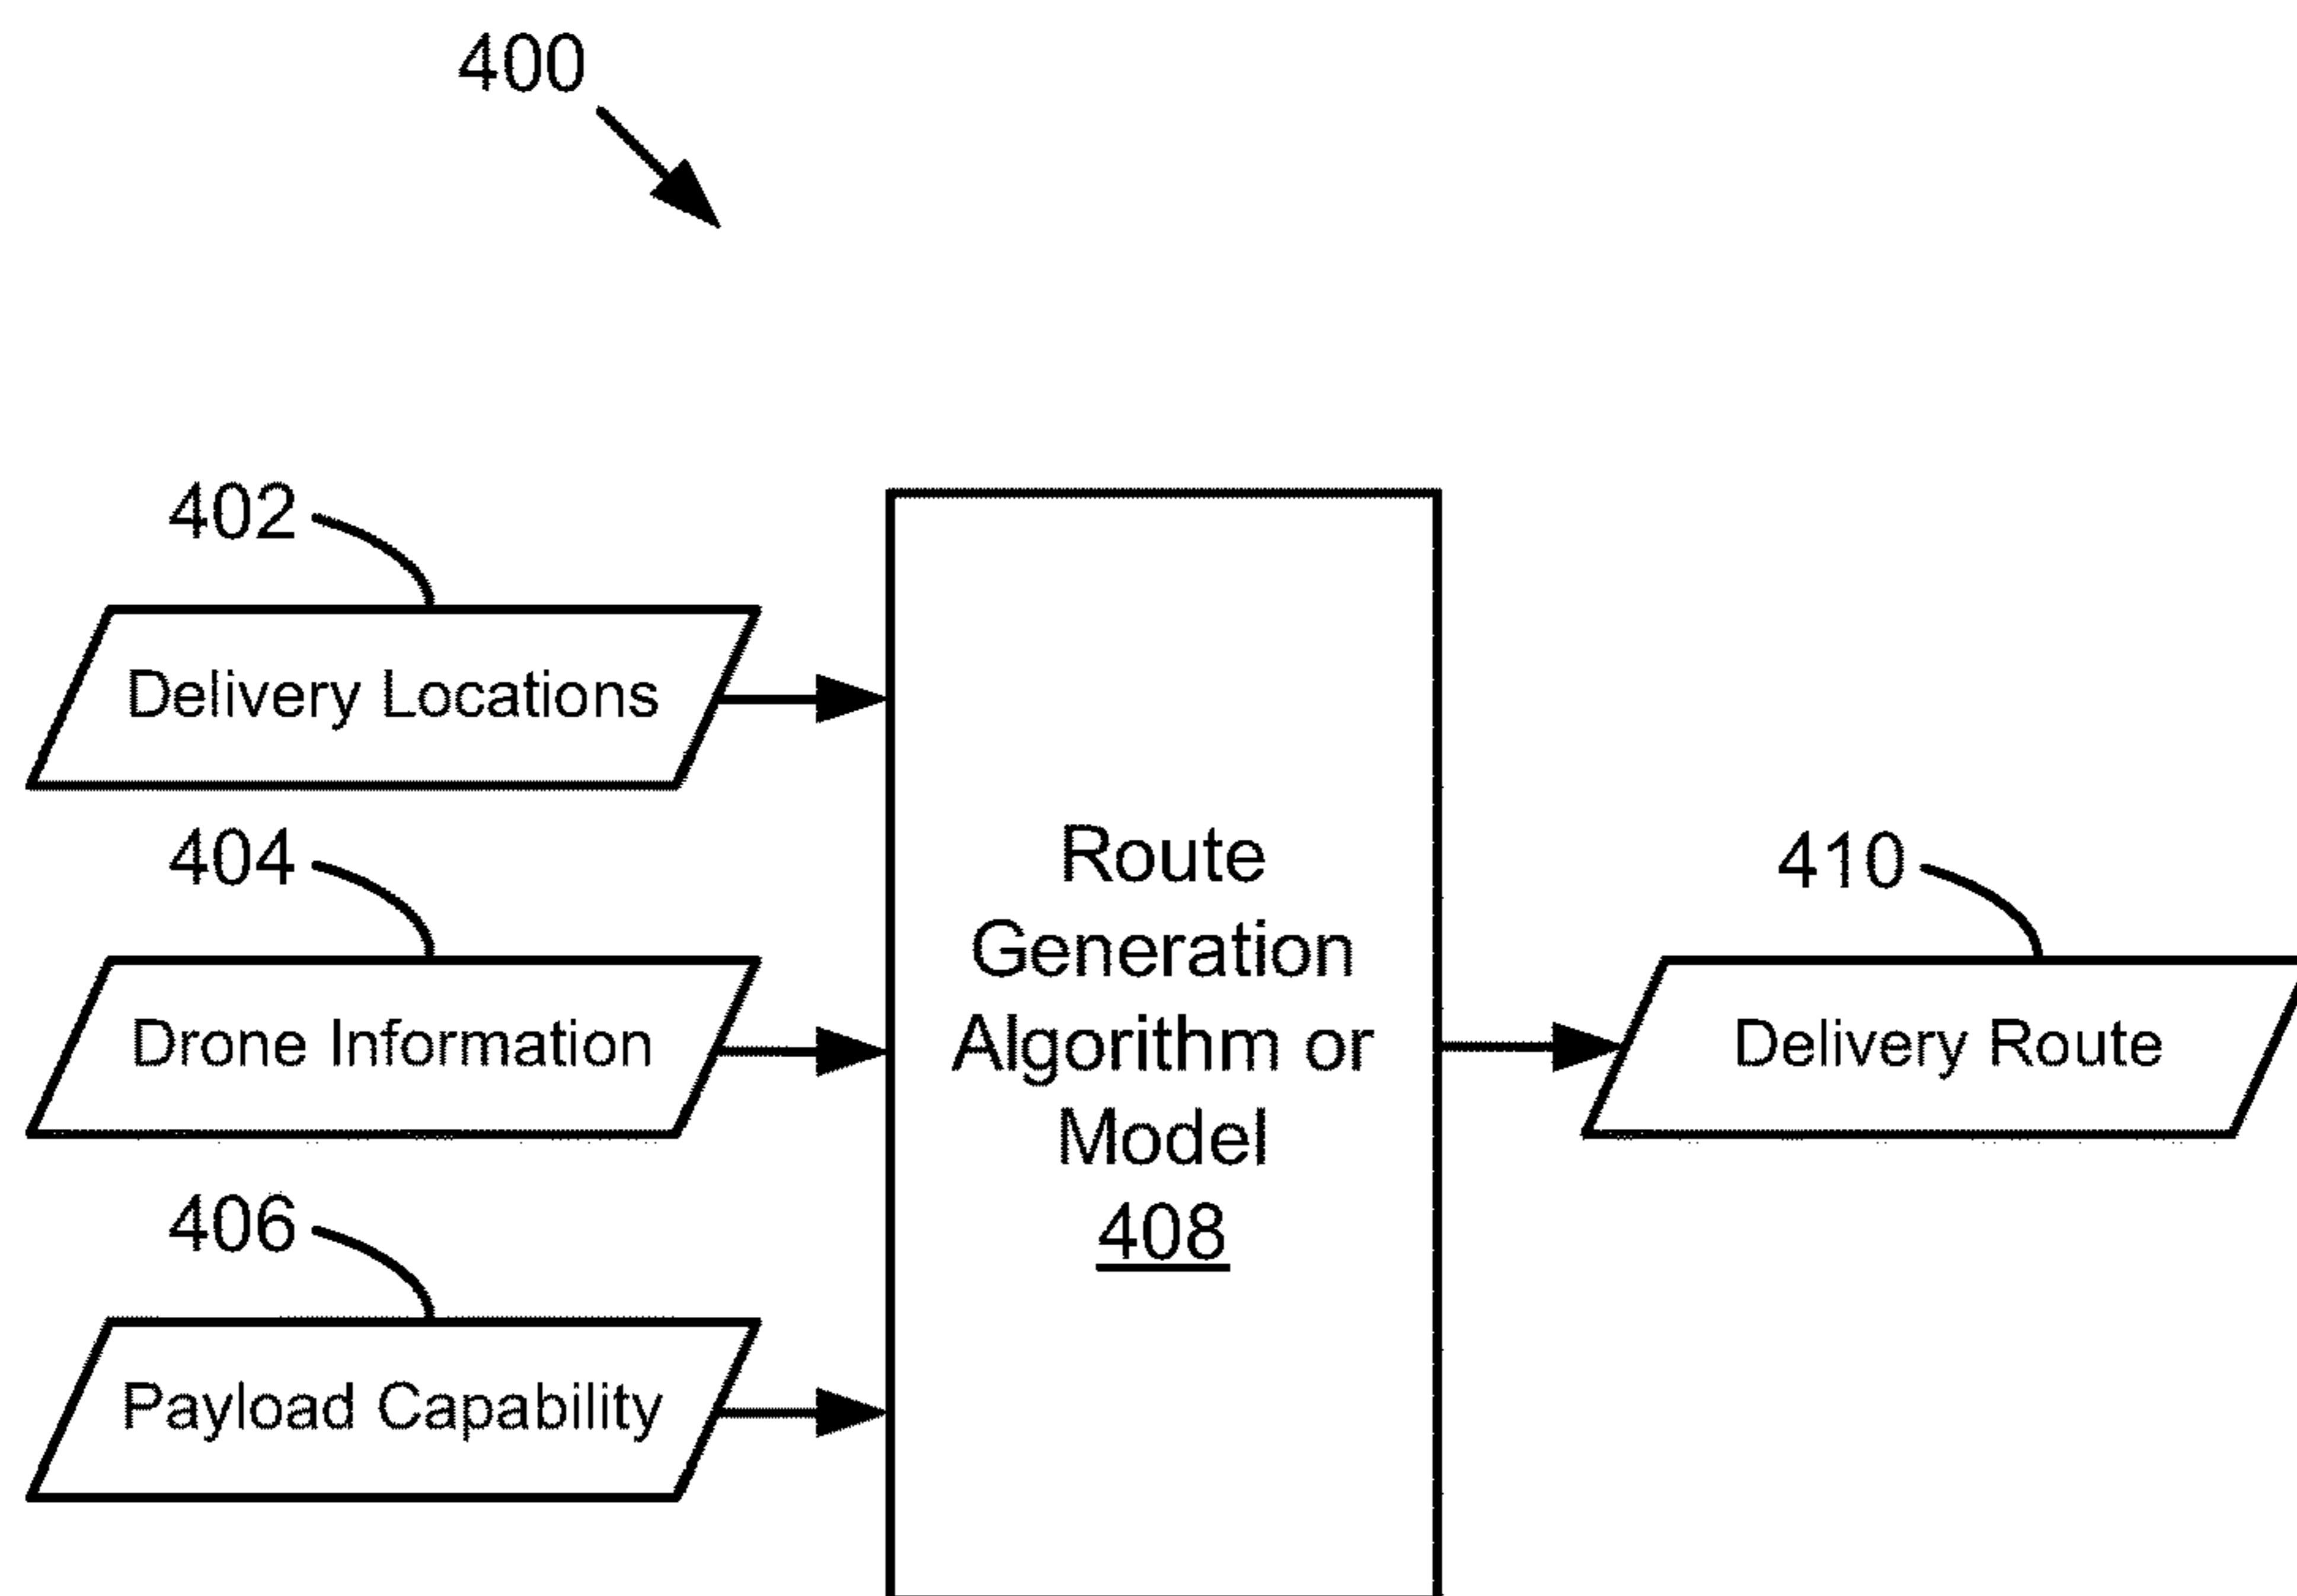 400
402
Delivery Locations
404
Drone Information
406
Payload Capability
Route
Generation
Algorithm or
Model
408
410
Delivery Route